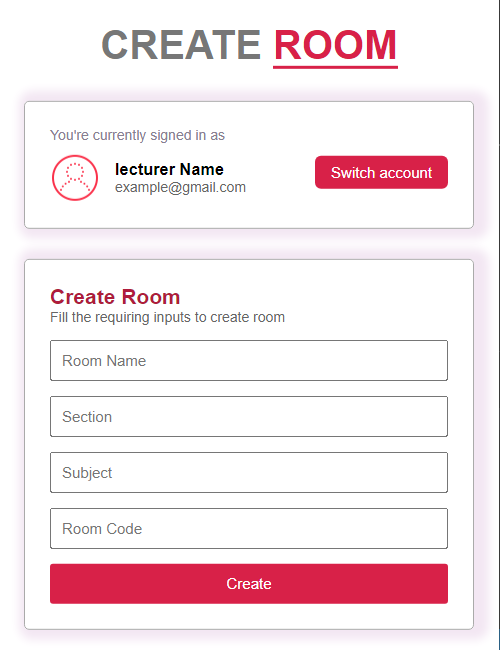 CREATE ROOM
You're currently signed in as
lecturer Name
example@gmail.com
Switch account
Create Room
Fill the requiring inputs to create room
Room Name
Section
Subject
Room Code
Create